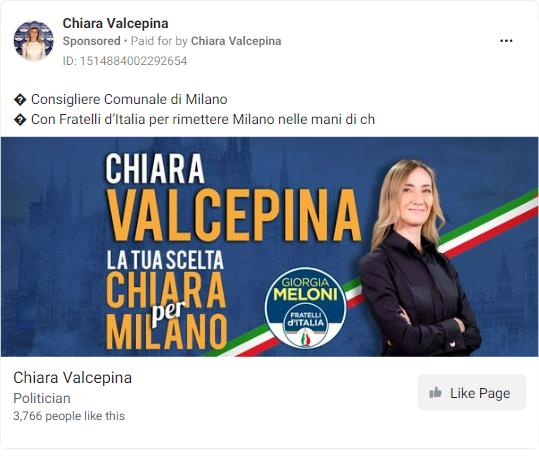 Chiara Valcepina
Sponsored • Paid for by Chiara Valcepina
ID: 1514884002292654
� Consigliere Comunale di Milano
� Con Fratelli d'Italia per rimettere Milano nelle mani di ch
CHIARA
VALCEPINA
LA TUA SCELTA
CHIARA
per
MILANO
GIORGIA
MELONI
FRATELLI
d'ITALIA
Chiara Valcepina
Politician
3,766 people like this
Like Page